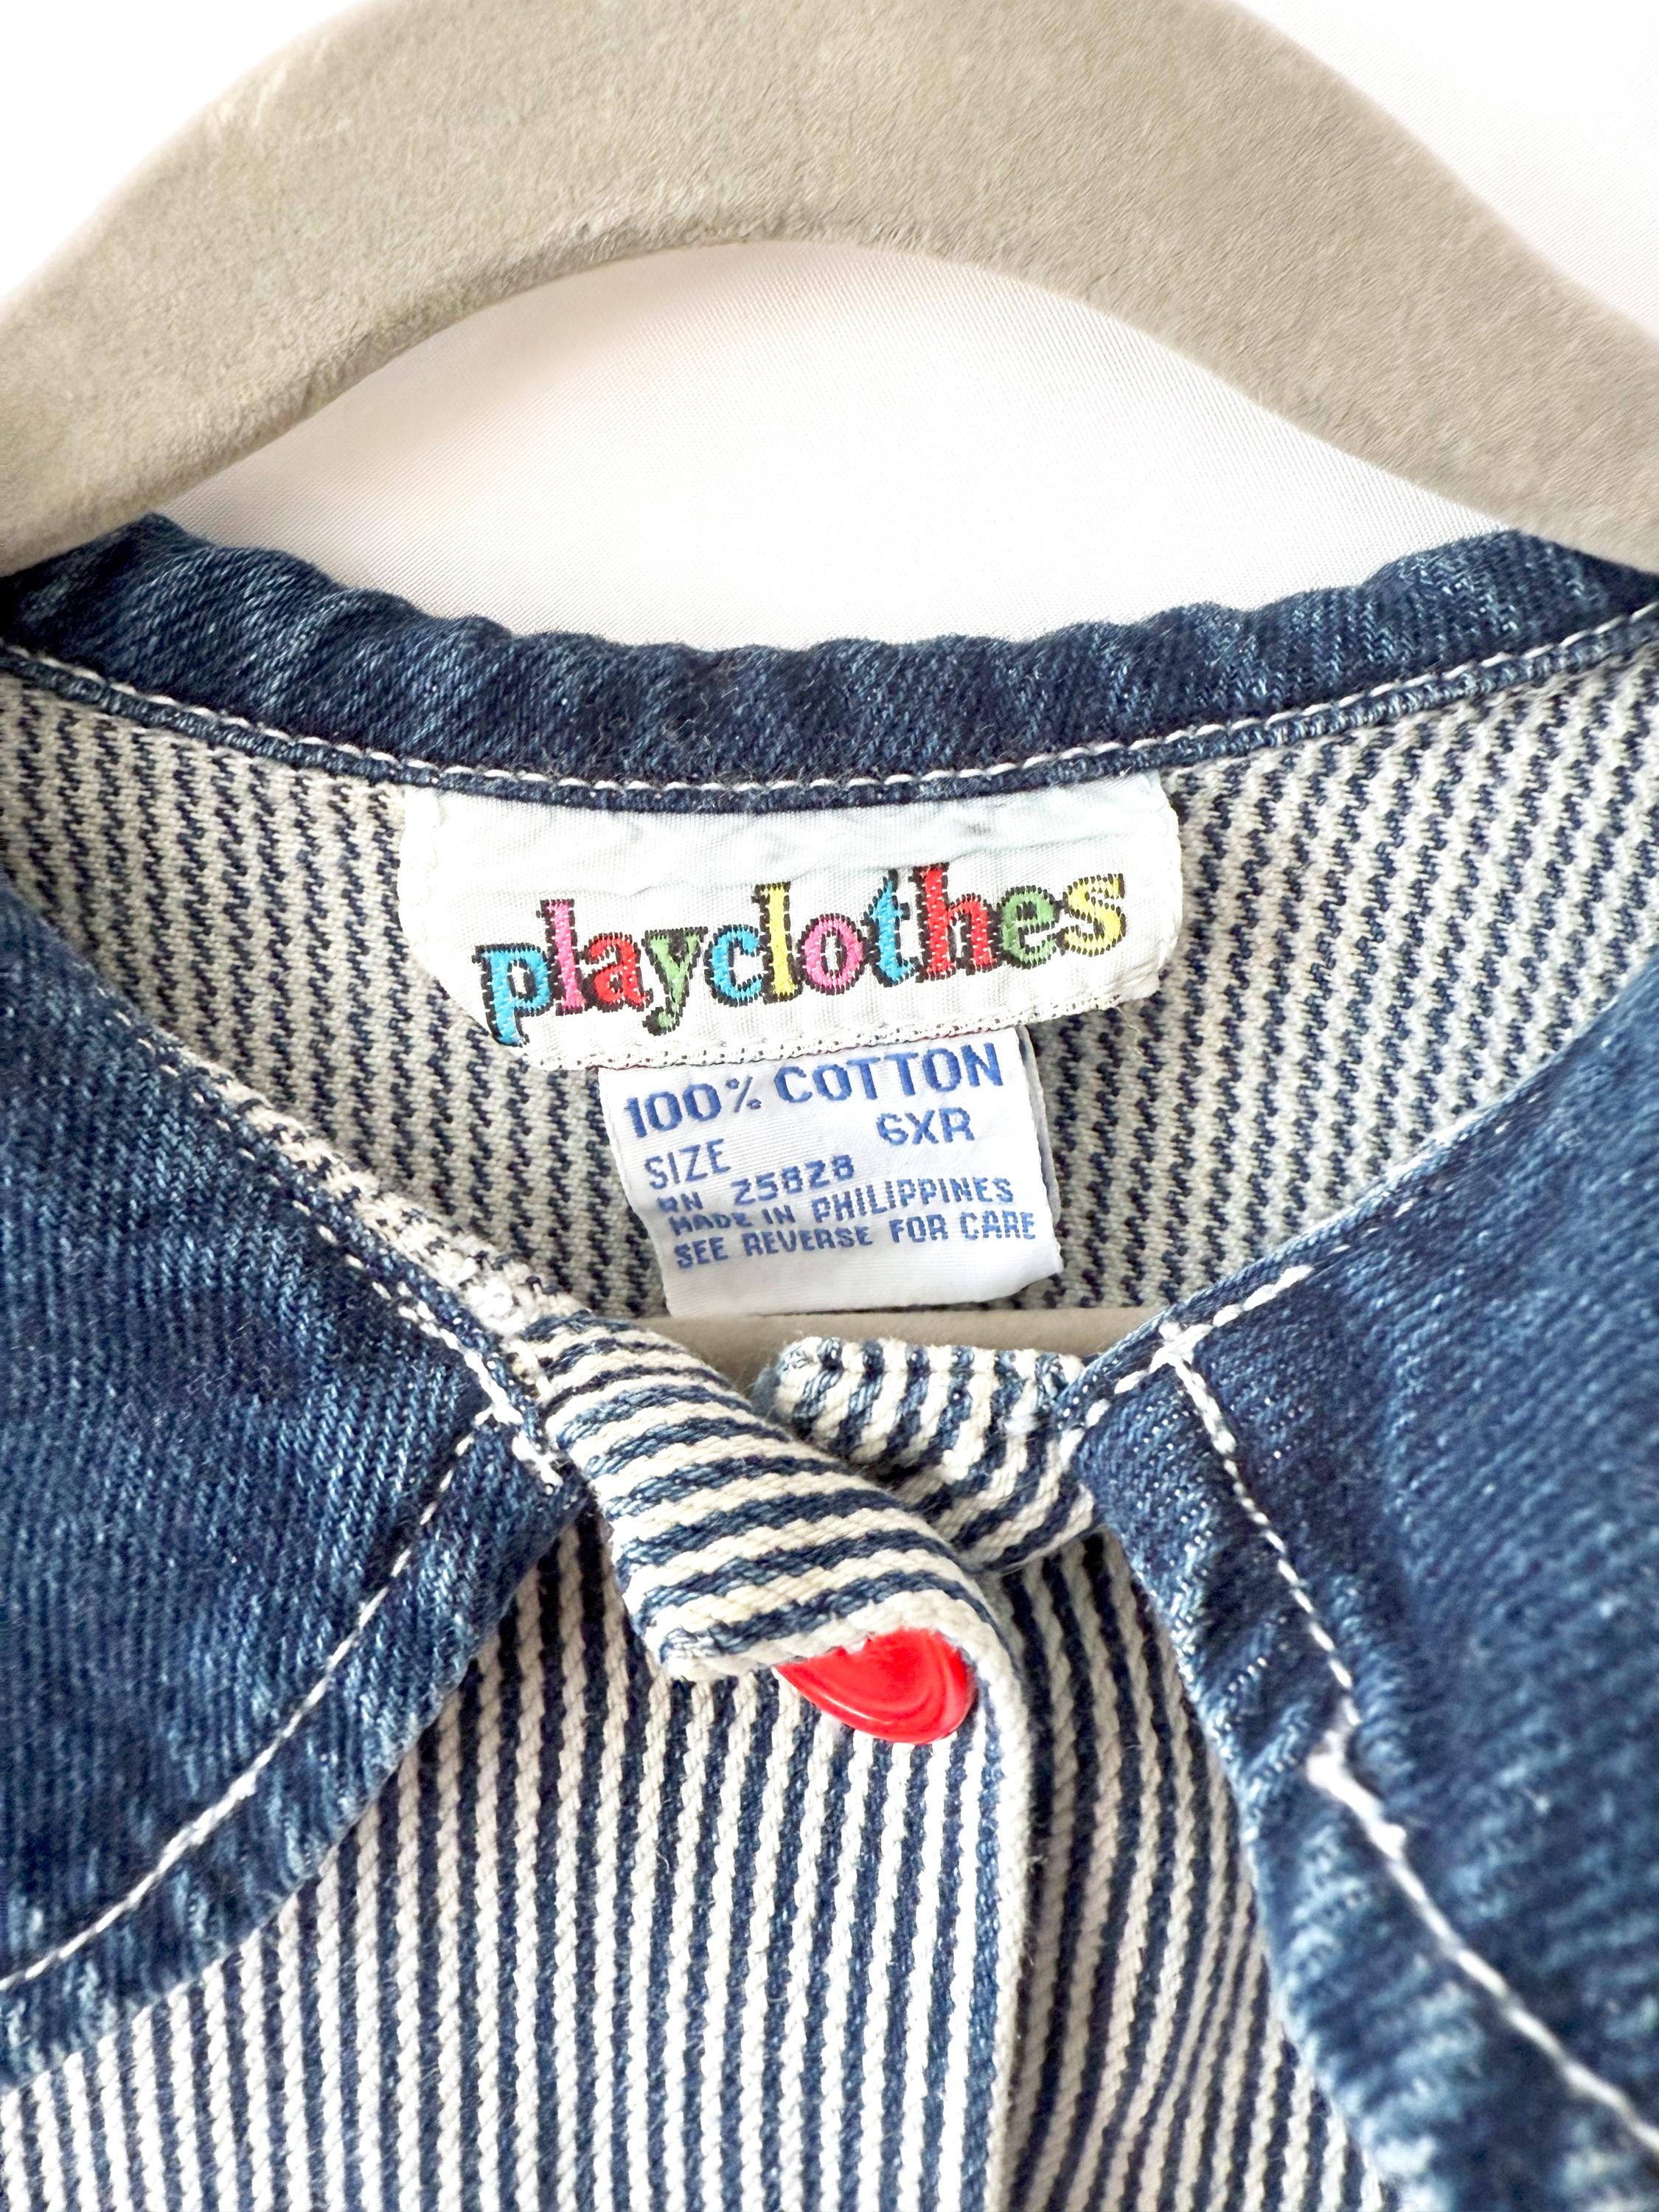 playclothes
100% COTTON
SIZE 6XR
RN 25828
MADE IN PHILIPPINES
SEE REVERSE FOR CARE